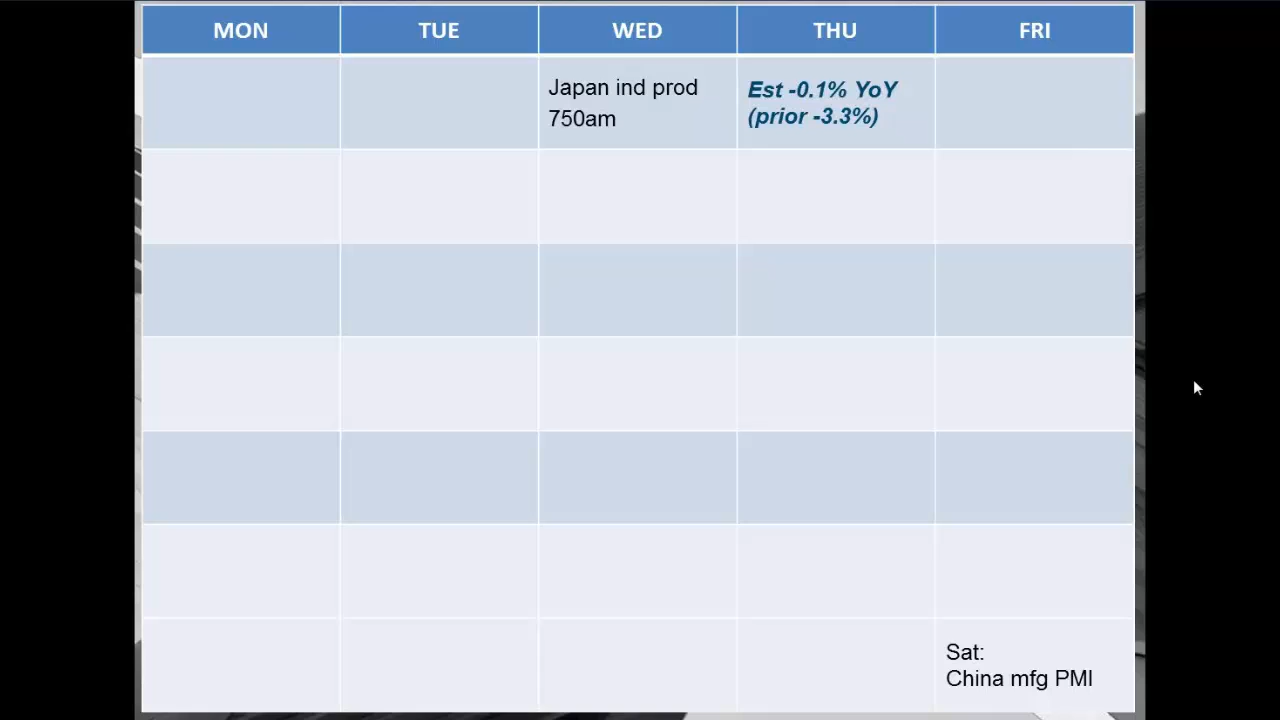 MON
TUE
WED
THU
FRI
Japan ind prod
750am
Est -0.1% YoY
(prior -3.3%)
Sat:
China mfg PMI